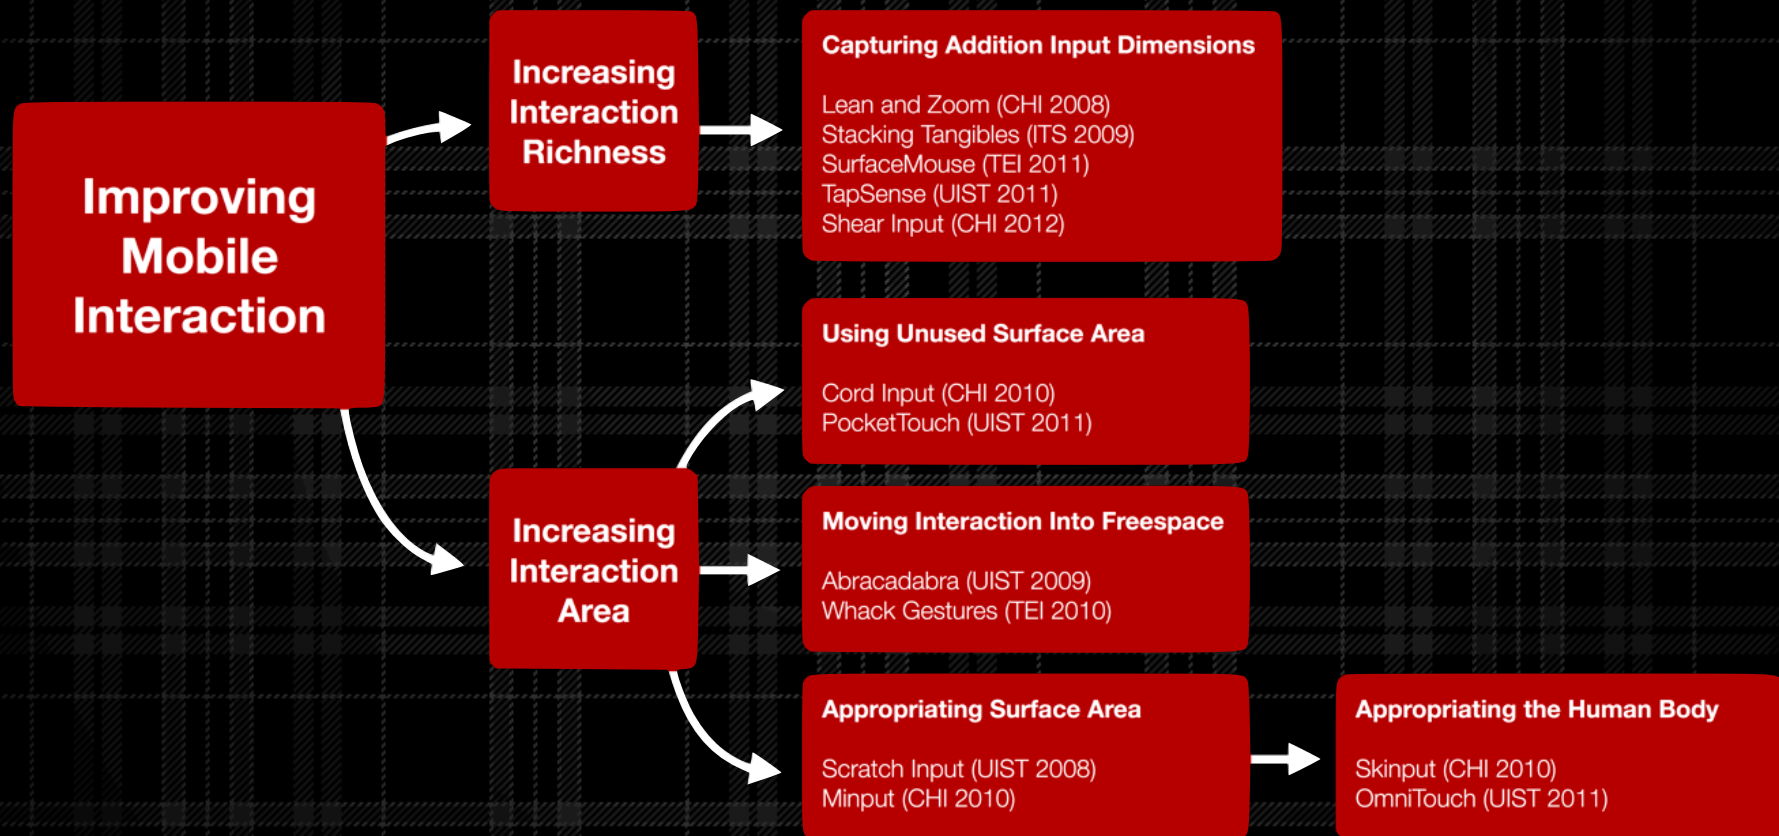 Improving
Mobile
Interaction
Increasing
Interaction
Richness
Capturing Addition Input Dimensions
Lean and Zoom (CHI 2008)
Stacking Tangibles (ITS 2009)
SurfaceMouse (TEI 2011)
TapSense (UIST 2011)
Shear Input (CHI 2012)
Increasing
Interaction
Area
Using Unused Surface Area
Cord Input (CHI 2010)
PocketTouch (UIST 2011)
Moving Interaction Into Freespace
Abracadabra (UIST 2009)
Whack Gestures (TEI 2010)
Appropriating Surface Area
Scratch Input (UIST 2008)
Minput (CHI 2010)
Appropriating the Human Body
Skinput (CHI 2010)
OmniTouch (UIST 2011)